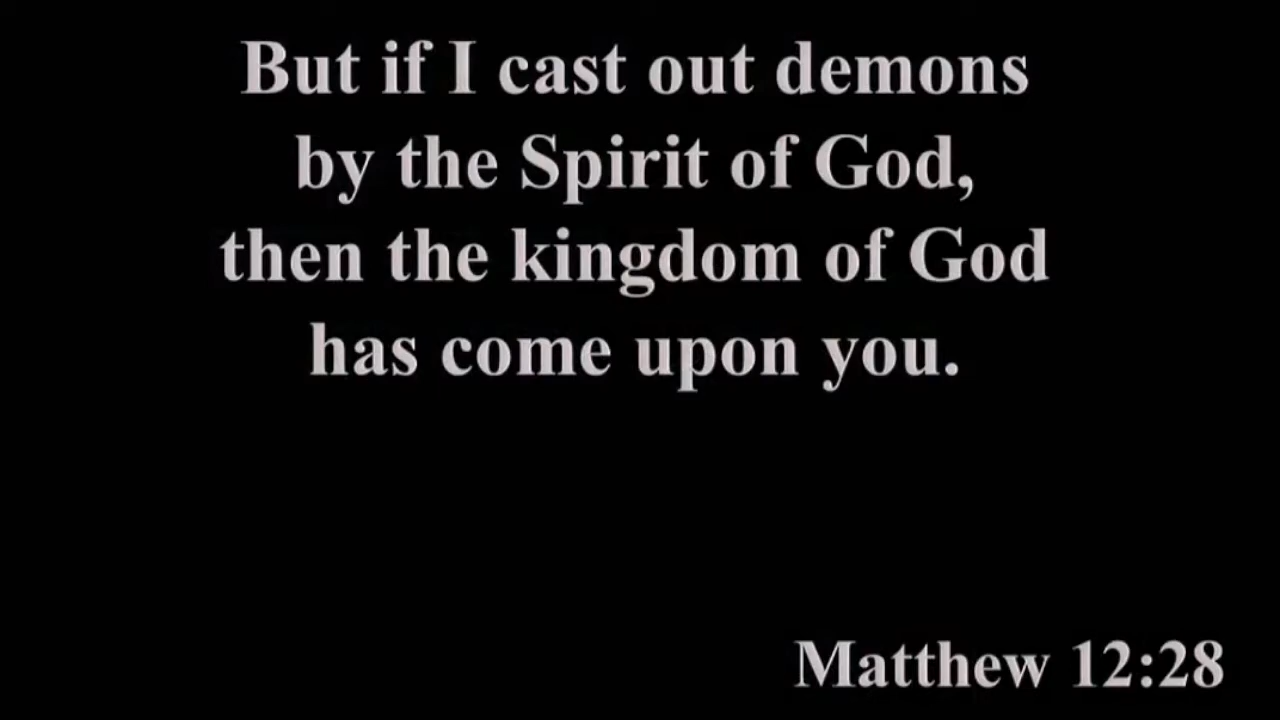 But if I cast out demons
by the Spirit of God,
then the kingdom of God
has come upon you.
Matthew 12:28